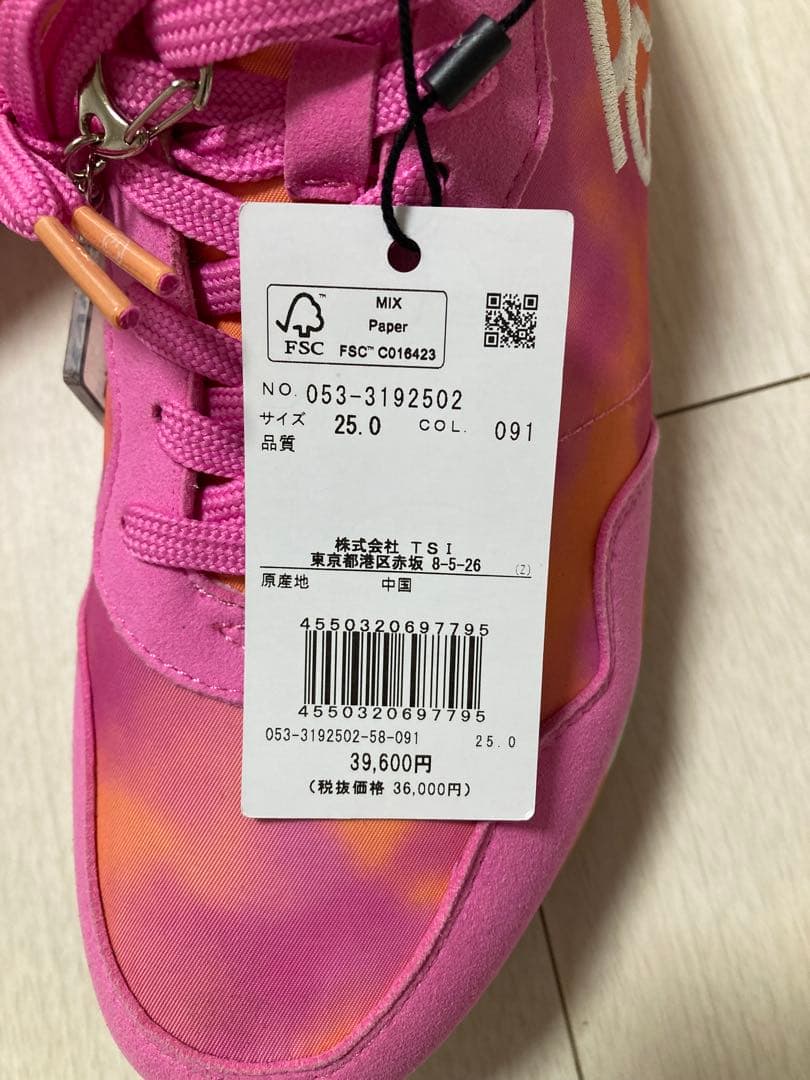 MIX
Paper
FSC™ C016423
FSC™
NO. 053-3192502
サイズ 25.0 COL. 091
品質
株式会社 TSI
東京都港区赤坂 8-5-26 (Z)
原産地 中国
4550320697795
4550320697795
053-3192502-58-091 25.0
39,600円
(税抜価格 36,000円)